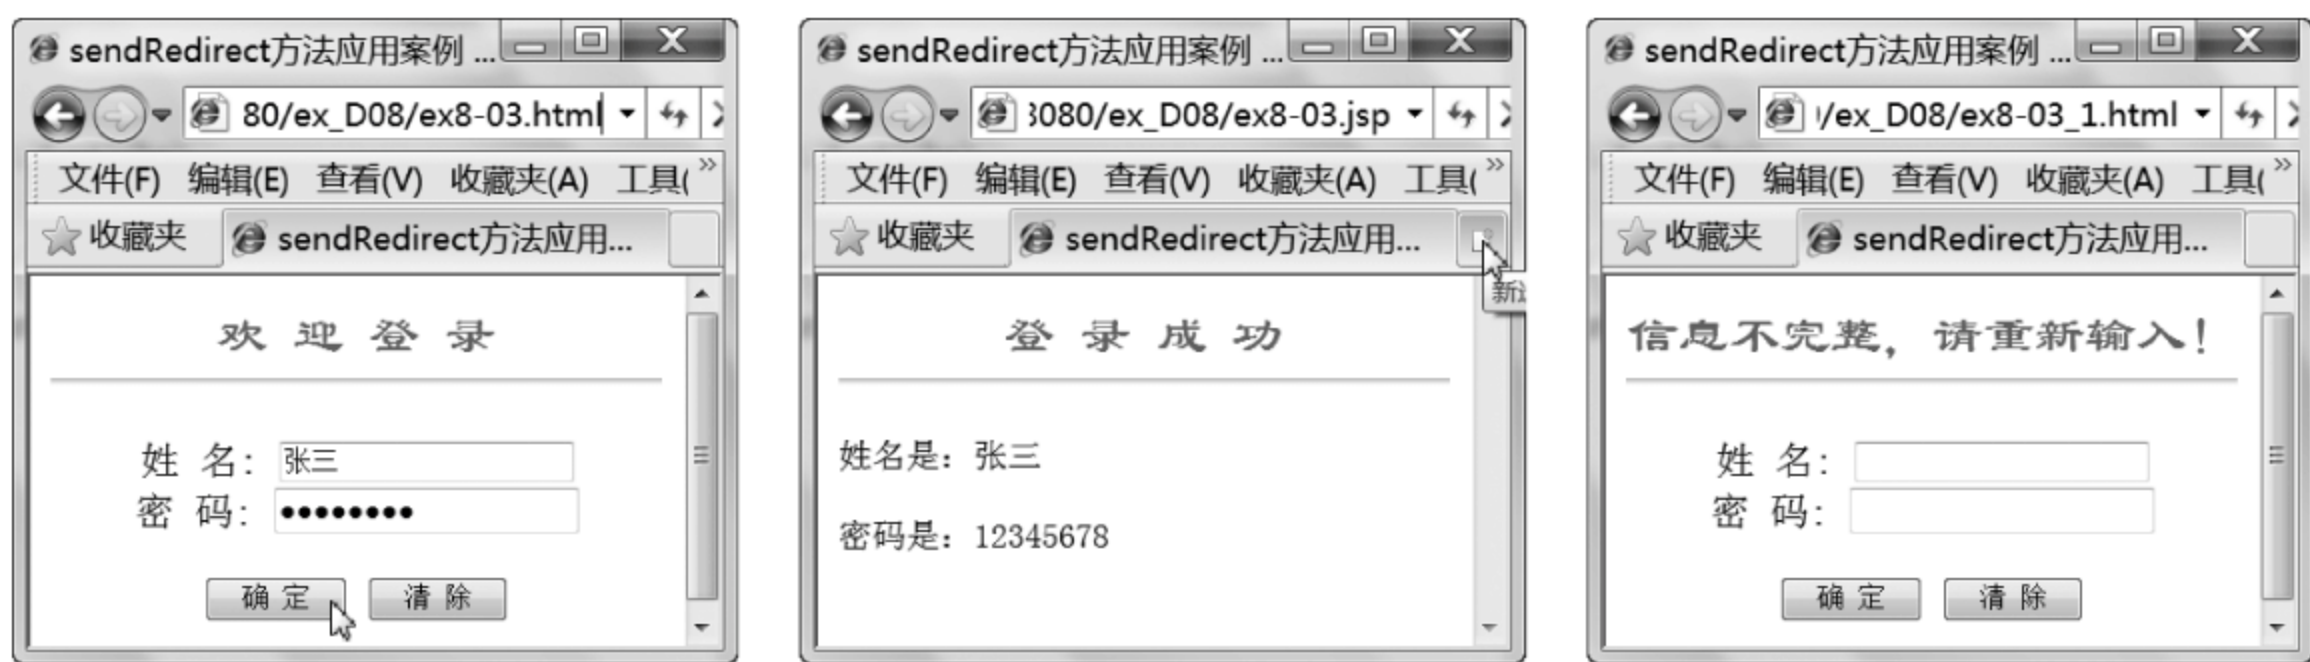 sendRedirect方法应用案例 ...
80/ex_D08/ex8-03.html
文件(F) 编辑(E) 查看(V) 收藏夹(A) 工具( »
收藏夹 sendRedirect方法应用...
欢 迎 登 录
姓 名: 张三
密 码: ●●●●●●●●
确 定 清 除
sendRedirect方法应用案例 ...
8080/ex_D08/ex8-03.jsp
文件(F) 编辑(E) 查看(V) 收藏夹(A) 工具( »
收藏夹 sendRedirect方法应用...
登 录 成 功
姓名是：张三
密码是：12345678
sendRedirect方法应用案例 ...
/ex_D08/ex8-03_1.html
文件(F) 编辑(E) 查看(V) 收藏夹(A) 工具( »
收藏夹 sendRedirect方法应用...
信息不完整，请重新输入！
姓 名:
密 码:
确 定 清 除